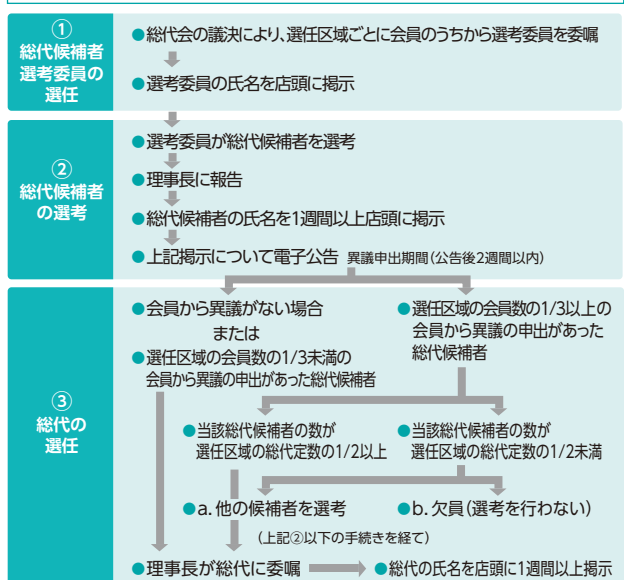 ①
総代候補者
選考委員の
選任
●総代会の議決により、選任区域ごとに会員のうちから選考委員を委嘱
●選考委員の氏名を店頭に掲示
②
総代候補者
の選考
●選考委員が総代候補者を選考
●理事長に報告
●総代候補者の氏名を1週間以上店頭に掲示
●上記掲示について電子公告 異議申出期間(公告後2週間以内)
③
総代の
選任
●会員から異議がない場合
または
●選任区域の会員数の1/3未満の
会員から異議の申出があった総代候補者
●選任区域の会員数の1/3以上の
会員から異議の申出があった
総代候補者
●当該総代候補者の数が
選任区域の総代定数の1/2以上
●当該総代候補者の数が
選任区域の総代定数の1/2未満
●a. 他の候補者を選考
●b. 欠員(選考を行わない)
(上記②以下の手続きを経て)
●理事長が総代に委嘱
●総代の氏名を店頭に1週間以上掲示